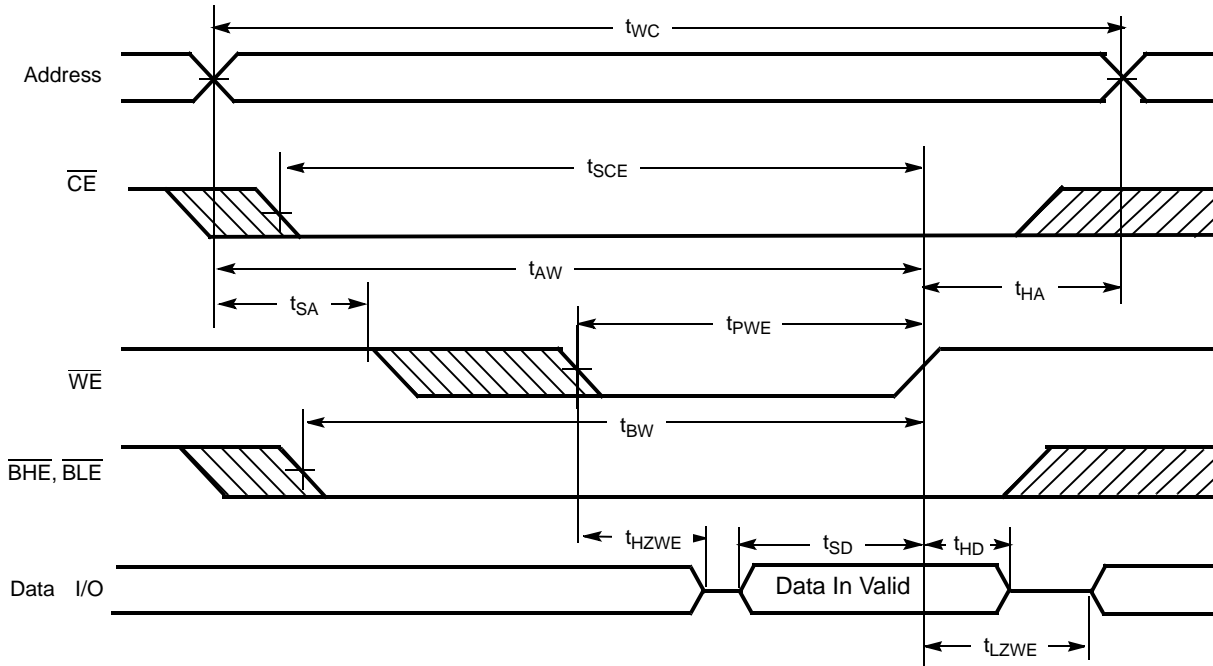 tWC
Address
tSCE
CE
tAW
tSA
tHA
tPWE
WE
tBW
BHE, BLE
tHZWE
tSD
tHD
Data I/O
Data In Valid
tLZWE